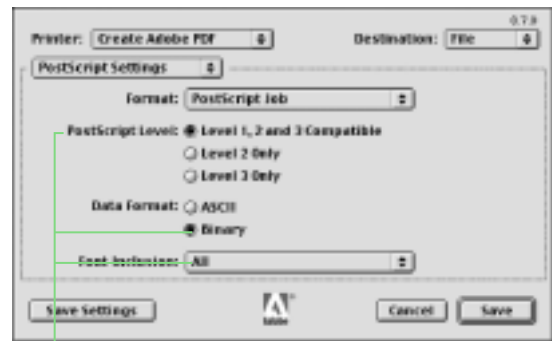 0.7.0
Printer: Create Adobe PDF Destination: File
PostScript Settings
Format: PostScript Job
PostScript Level: Level 1, 2 and 3 Compatible
Level 2 Only
Level 3 Only
Data Format: ASCII
Binary
Font Inclusion: All
Save Settings Adobe Cancel Save